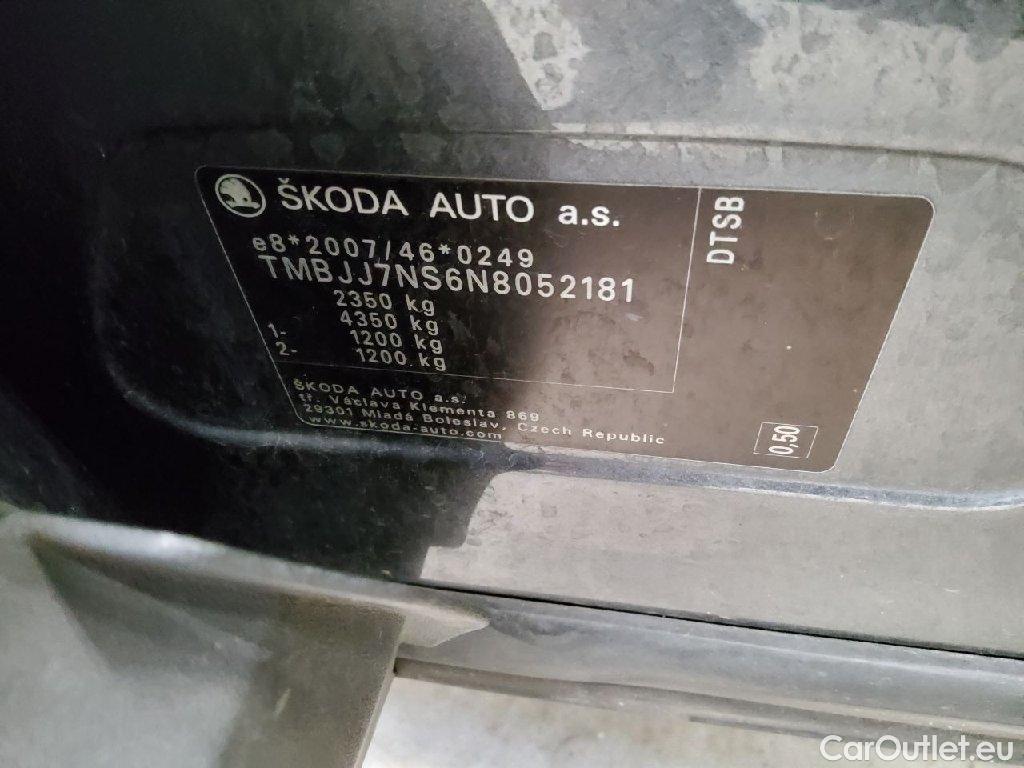 ŠKODA AUTO a.s.
e8*2007/46*0249
TMBJJ7NS6N8052181
2350 kg
4350 kg
1- 1200 kg
2- 1200 kg
ŠKODA AUTO a.s.
tř. Václava Klementa 869
29301 Mladá Boleslav, Czech Republic
www.skoda-auto.com
DTSB
0,50
CarOutlet.eu